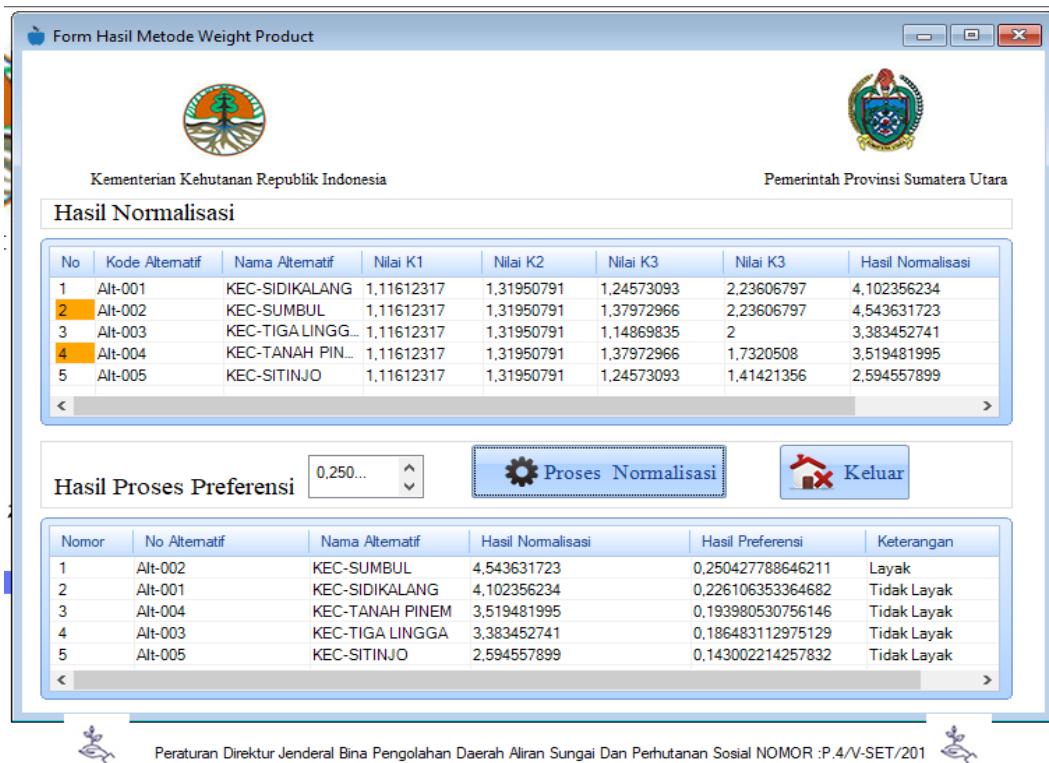 Form Hasil Metode Weight Product
Kementerian Kehutanan Republik Indonesia
Pemerintah Provinsi Sumatera Utara
Hasil Normalisasi
No Kode Alternatif Nama Alternatif Nilai K1 Nilai K2 Nilai K3 Nilai K3 Hasil Normalisasi
1 Alt-001 KEC-SIDIKALANG 1,11612317 1,31950791 1,24573093 2,23606797 4,102356234
2 Alt-002 KEC-SUMBUL 1,11612317 1,31950791 1,37972966 2,23606797 4,543631723
3 Alt-003 KEC-TIGA LINGG... 1,11612317 1,31950791 1,14869835 2 3,383452741
4 Alt-004 KEC-TANAH PIN... 1,11612317 1,31950791 1,37972966 1,7320508 3,519481995
5 Alt-005 KEC-SITINJO 1,11612317 1,31950791 1,24573093 1,41421356 2,594557899
Hasil Proses Preferensi 0,250... Proses Normalisasi Keluar
Nomor No Alternatif Nama Alternatif Hasil Normalisasi Hasil Preferensi Keterangan
1 Alt-002 KEC-SUMBUL 4,543631723 0,250427788646211 Layak
2 Alt-001 KEC-SIDIKALANG 4,102356234 0,226106353364682 Tidak Layak
3 Alt-004 KEC-TANAH PINEM 3,519481995 0,193980530756146 Tidak Layak
4 Alt-003 KEC-TIGA LINGGA 3,383452741 0,186483112975129 Tidak Layak
5 Alt-005 KEC-SITINJO 2,594557899 0,143002214257832 Tidak Layak
Peraturan Direktur Jenderal Bina Pengolahan Daerah Aliran Sungai Dan Perhutanan Sosial NOMOR :P.4/V-SET/201